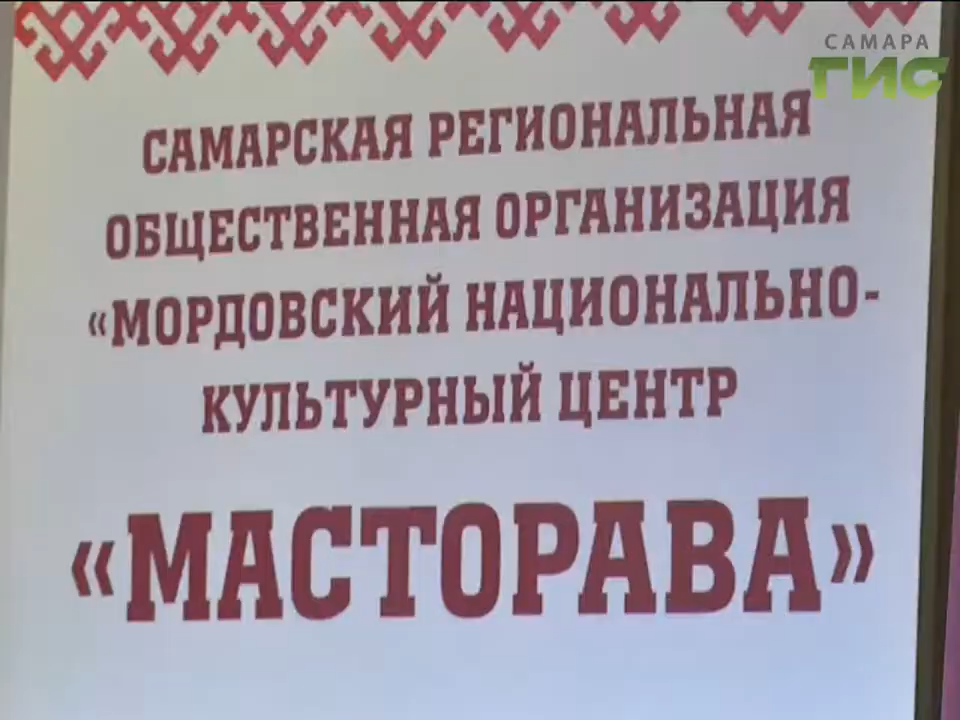 САМАРА
ГИС
САМАРСКАЯ РЕГИОНАЛЬНАЯ
ОБЩЕСТВЕННАЯ ОРГАНИЗАЦИЯ
«МОРДОВСКИЙ НАЦИОНАЛЬНО-
КУЛЬТУРНЫЙ ЦЕНТР
«МАСТОРАВА»